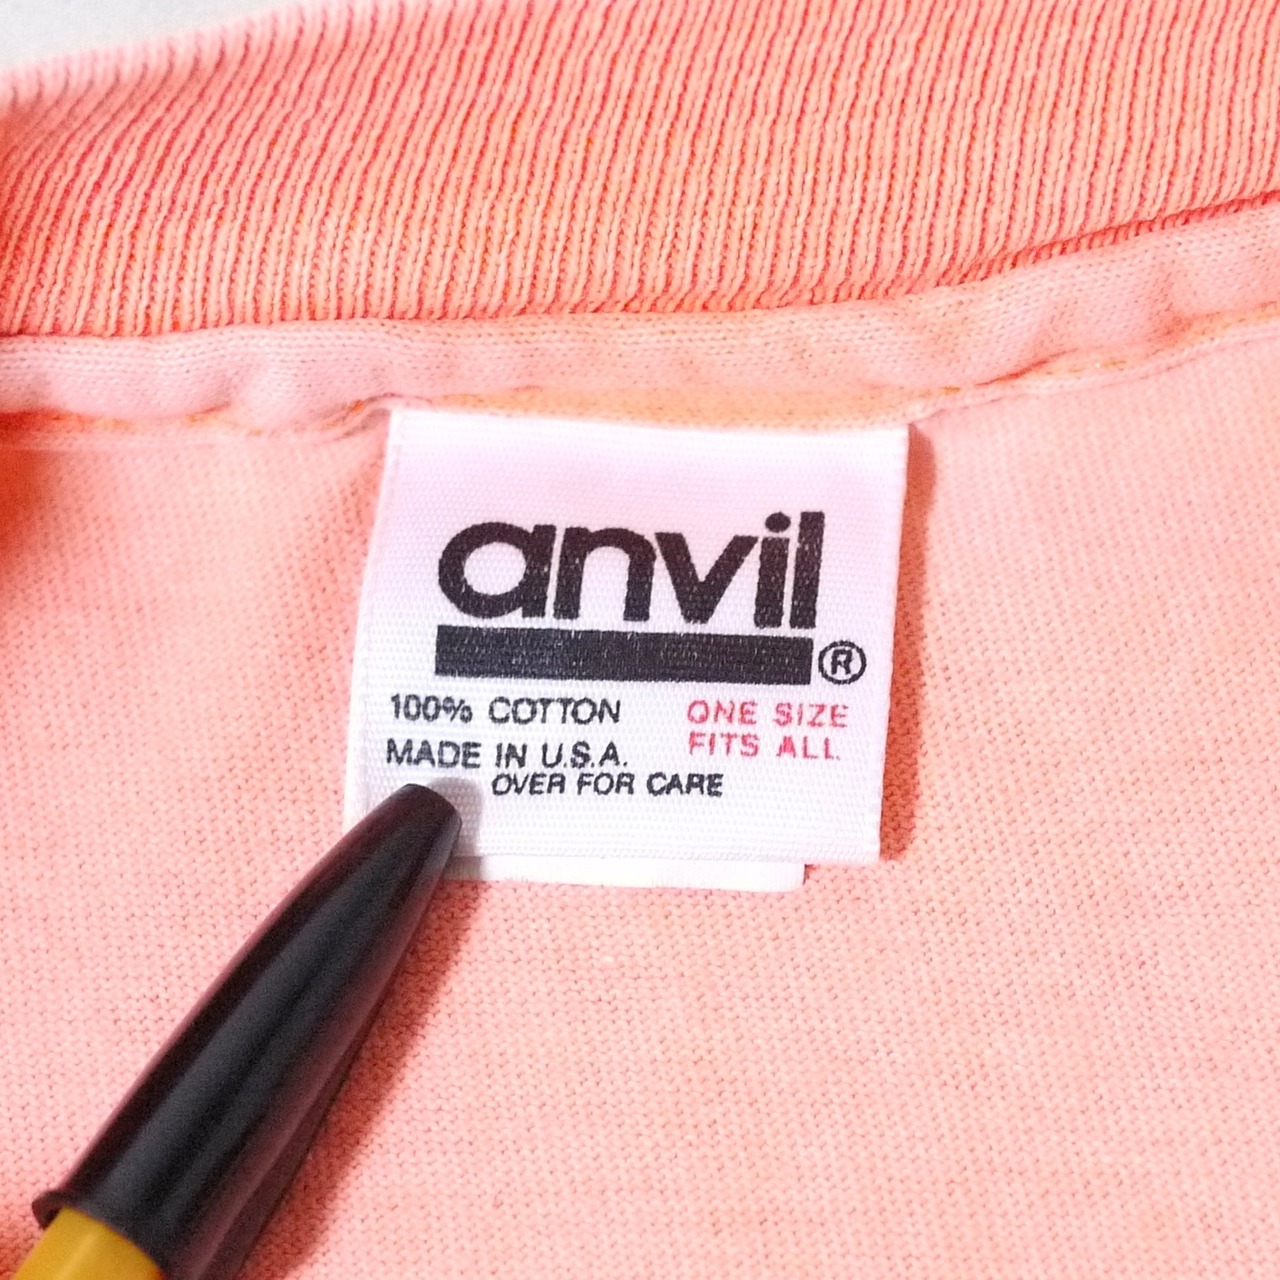 anvil®
100% COTTON
MADE IN U.S.A.
OVER FOR CARE
ONE SIZE
FITS ALL